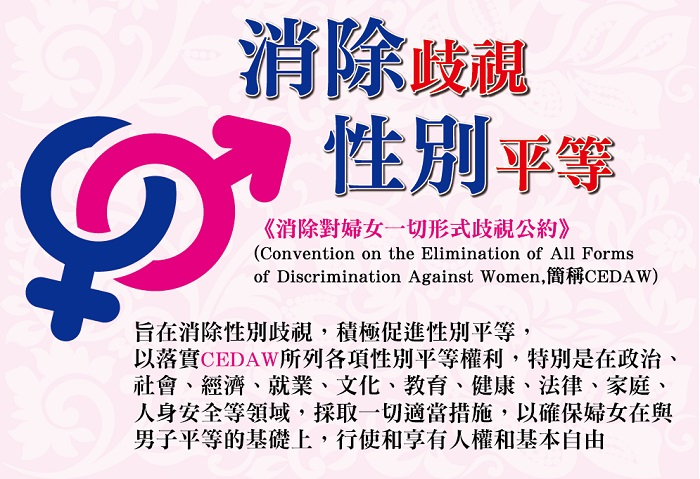 消除歧視
性別平等
《消除對婦女一切形式歧視公約》
(Convention on the Elimination of All Forms
of Discrimination Against Women,簡稱CEDAW)
旨在消除性別歧視，積極促進性別平等，
以落實CEDAW所列各項性別平等權利，特別是在政治、
社會、經濟、就業、文化、教育、健康、法律、家庭、
人身安全等領域，採取一切適當措施，以確保婦女在與
男子平等的基礎上，行使和享有人權和基本自由